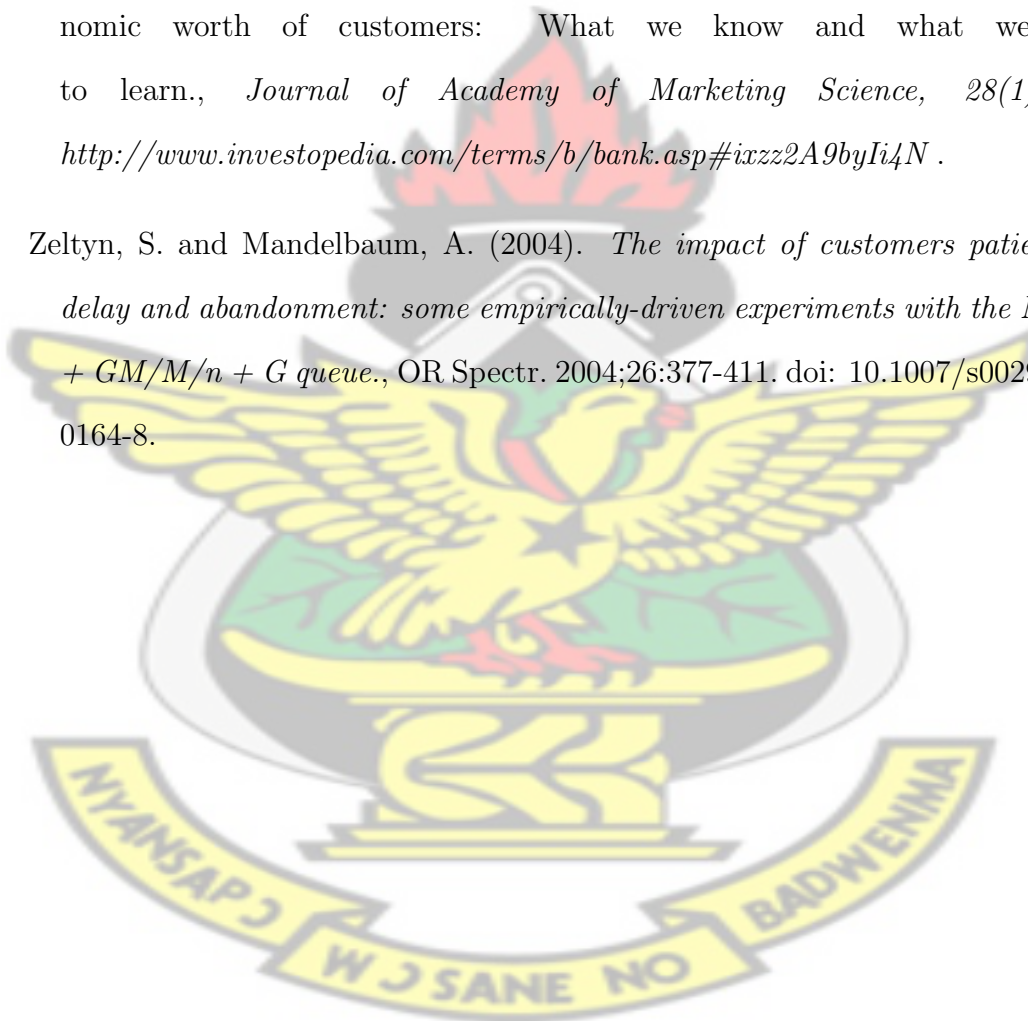 nomic worth of customers: What we know and what we
to learn., Journal of Academy of Marketing Science, 28(1)
http://www.investopedia.com/terms/b/bank.asp#ixzz2A9byIi4N .
Zeltyn, S. and Mandelbaum, A. (2004). The impact of customers patie
delay and abandonment: some empirically-driven experiments with the
+ GM/M/n + G queue., OR Spectr. 2004;26:377-411. doi: 10.1007/s0029
0164-8.
NYANSAPƆ
WƆ SANE NO
BADWENMA